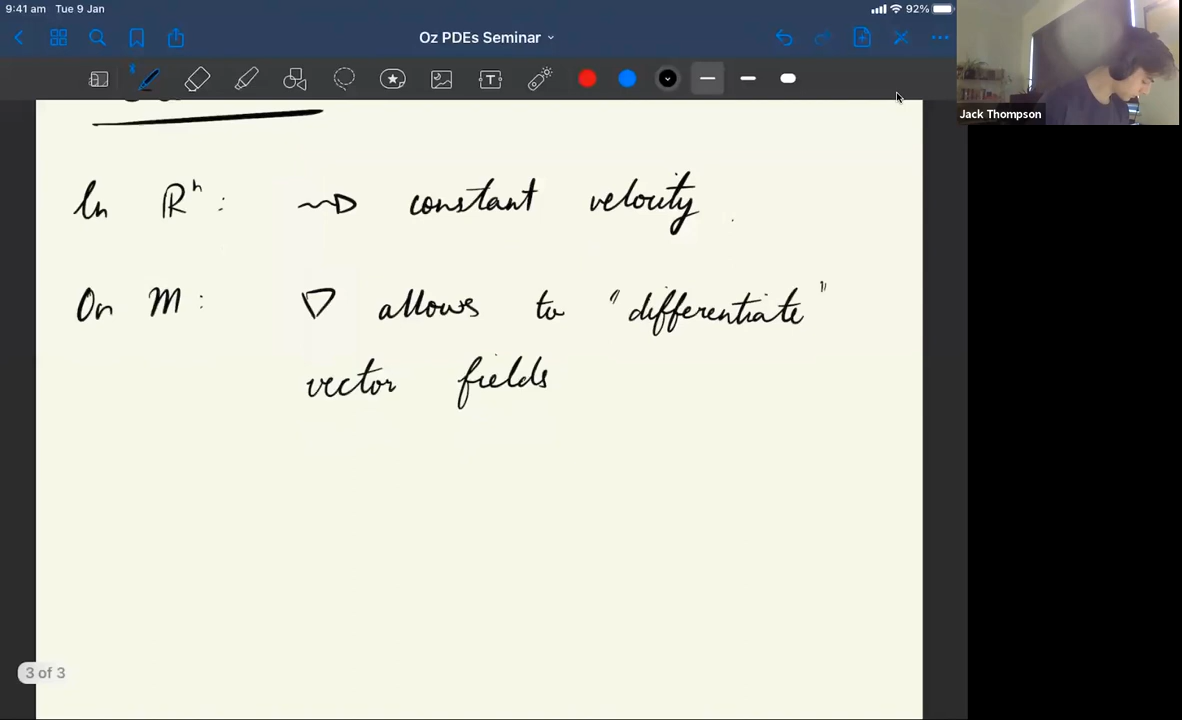 9:41 am Tue 9 Jan
92%
Oz PDEs Seminar
Jack Thompson
In ℝⁿ: ⇝ constant velocity.
On M: ∇ allows to "differentiate"
vector fields
3 of 3